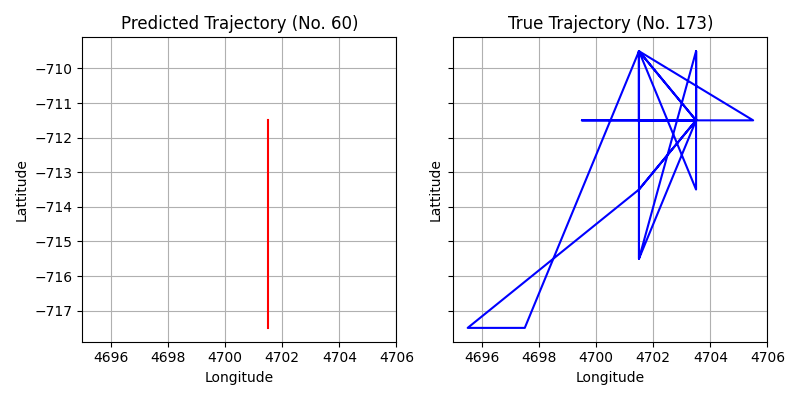 Predicted Trajectory (No. 60)
True Trajectory (No. 173)
Lattitude
−710
−711
−712
−713
−714
−715
−716
−717
4696 4698 4700 4702 4704 4706
Longitude
Lattitude
4696 4698 4700 4702 4704 4706
Longitude